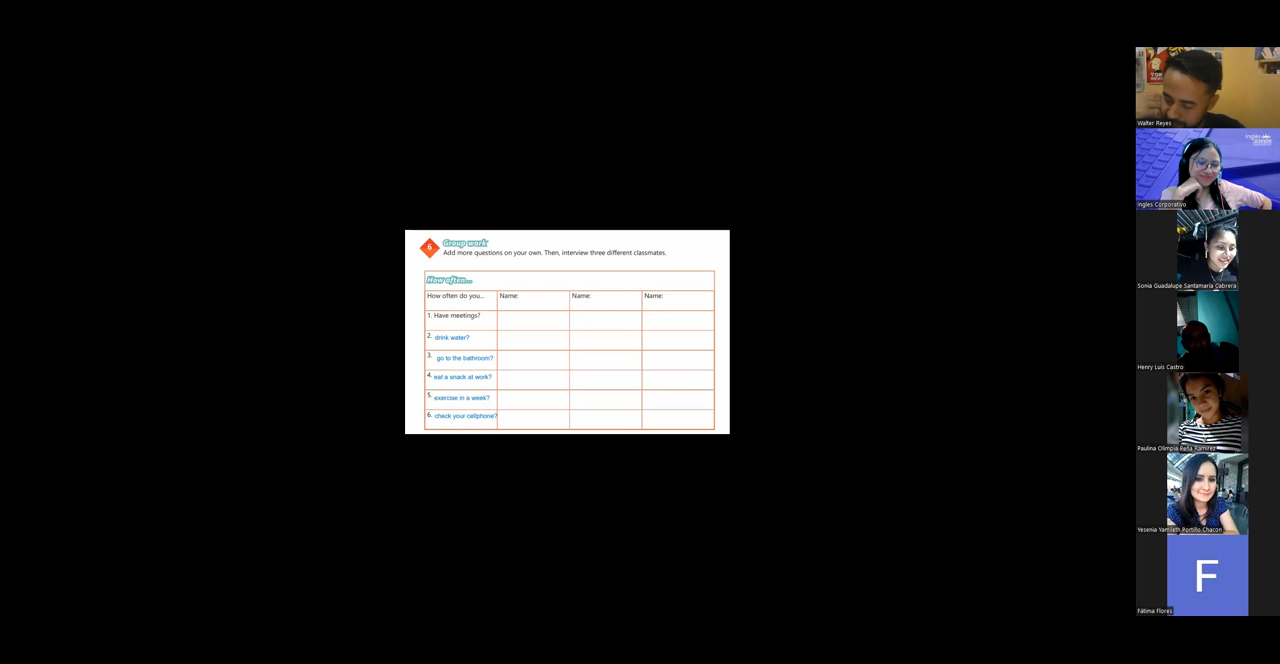 6 Group work
Add more questions on your own. Then, interview three different classmates.
How often...
How often do you... Name: Name: Name:
1. Have meetings?
2. drink water?
3. go to the bathroom?
4. eat a snack at work?
5. exercise in a week?
6. check your cellphone?
Walter Reyes
Ingles Corporativo
Sonia Guadalupe Santamaría Cabrera
Henry Luis Castro
Paulina Olimpia Peña Ramírez
Yesenia Yamileth Portillo Chacon
F
Fátima Flores